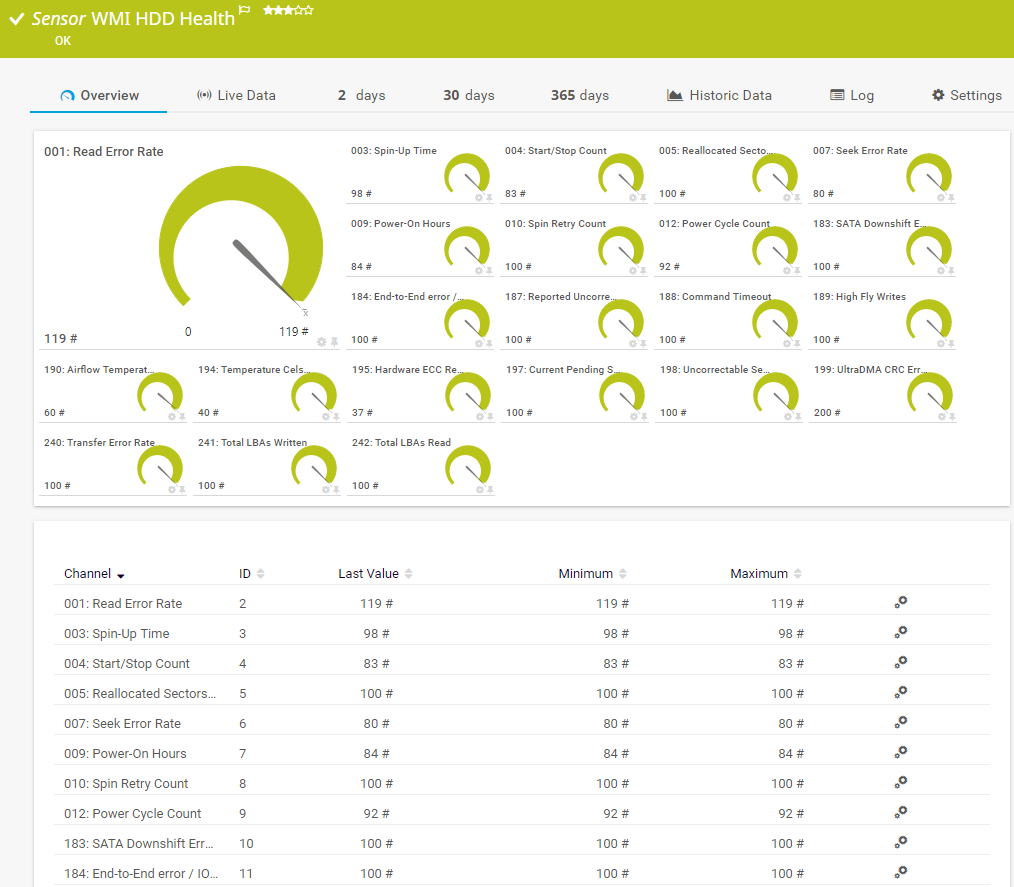 Sensor WMI HDD Health
OK
Overview
Live Data
2 days
30 days
365 days
Historic Data
Log
Settings
001: Read Error Rate
0
119 #
119 #
003: Spin-Up Time
98 #
004: Start/Stop Count
83 #
005: Reallocated Secto...
100 #
007: Seek Error Rate
80 #
009: Power-On Hours
84 #
010: Spin Retry Count
100 #
012: Power Cycle Count
92 #
183: SATA Downshift E...
100 #
184: End-to-End error /...
100 #
187: Reported Uncorre...
100 #
188: Command Timeout
100 #
189: High Fly Writes
100 #
190: Airflow Temperat...
60 #
194: Temperature Cels...
40 #
195: Hardware ECC Re...
37 #
197: Current Pending S...
100 #
198: Uncorrectable Se...
100 #
199: UltraDMA CRC Err...
200 #
240: Transfer Error Rate
100 #
241: Total LBAs Written
100 #
242: Total LBAs Read
100 #
Channel ID Last Value Minimum Maximum
001: Read Error Rate 2 119 # 119 # 119 #
003: Spin-Up Time 3 98 # 98 # 98 #
004: Start/Stop Count 4 83 # 83 # 83 #
005: Reallocated Sectors... 5 100 # 100 # 100 #
007: Seek Error Rate 6 80 # 80 # 80 #
009: Power-On Hours 7 84 # 84 # 84 #
010: Spin Retry Count 8 100 # 100 # 100 #
012: Power Cycle Count 9 92 # 92 # 92 #
183: SATA Downshift Err... 10 100 # 100 # 100 #
184: End-to-End error / IO... 11 100 # 100 # 100 #